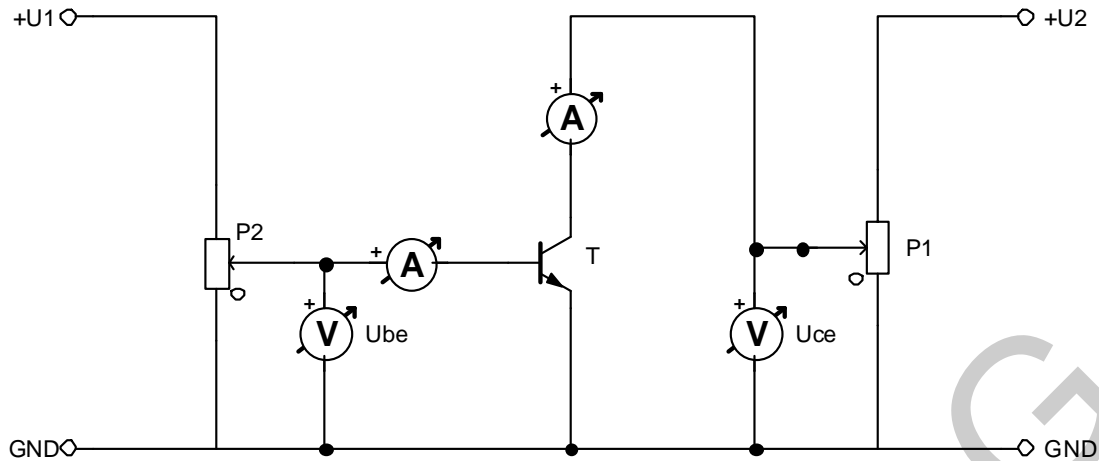 +U1
+U2
+
A
P2
+
A
T
P1
+
V
Ube
+
V
Uce
GND
GND